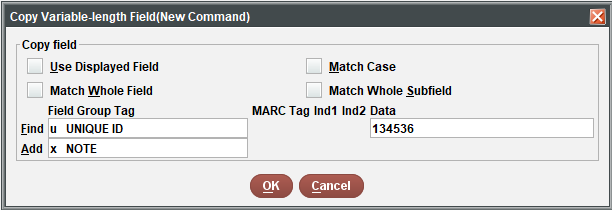 Copy Variable-length Field(New Command)
Copy field
Use Displayed Field Match Case
Match Whole Field Match Whole Subfield
Field Group Tag MARC Tag Ind1 Ind2 Data
Find u UNIQUE ID 134536
Add x NOTE
OK Cancel